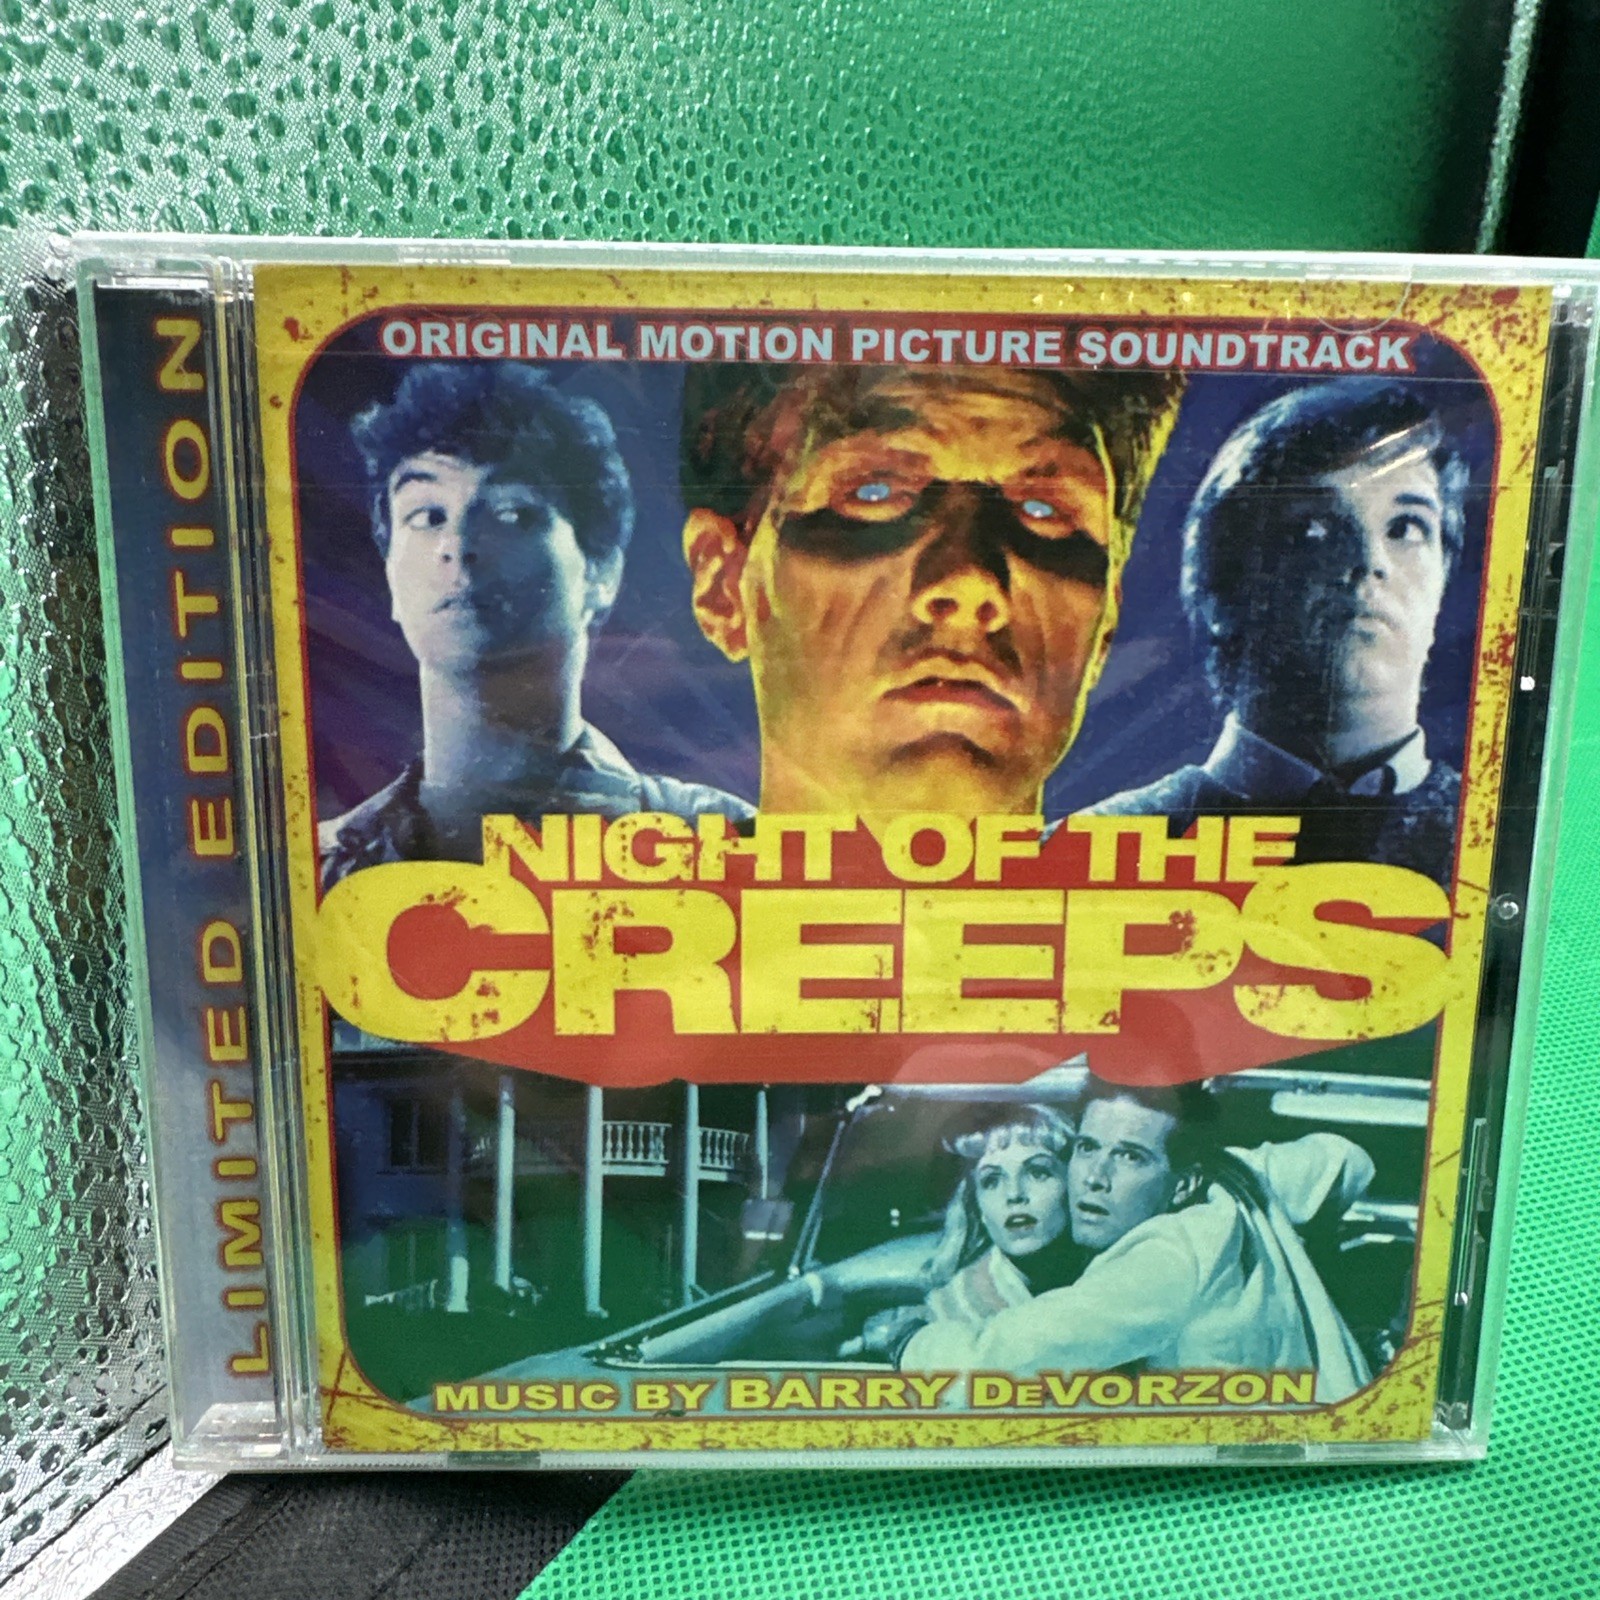 LIMITED EDITION
ORIGINAL MOTION PICTURE SOUNDTRACK
NIGHT OF THE
CREEPS
MUSIC BY BARRY DeVORZON